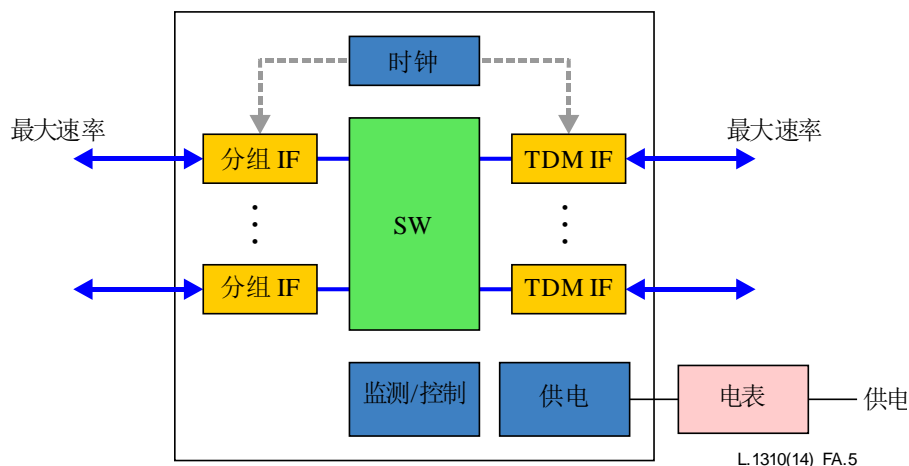 时钟
最大速率
最大速率
分组 IF
TDM IF
SW
分组 IF
TDM IF
监测/控制
供电
电表
供电
L.1310(14)_FA.5